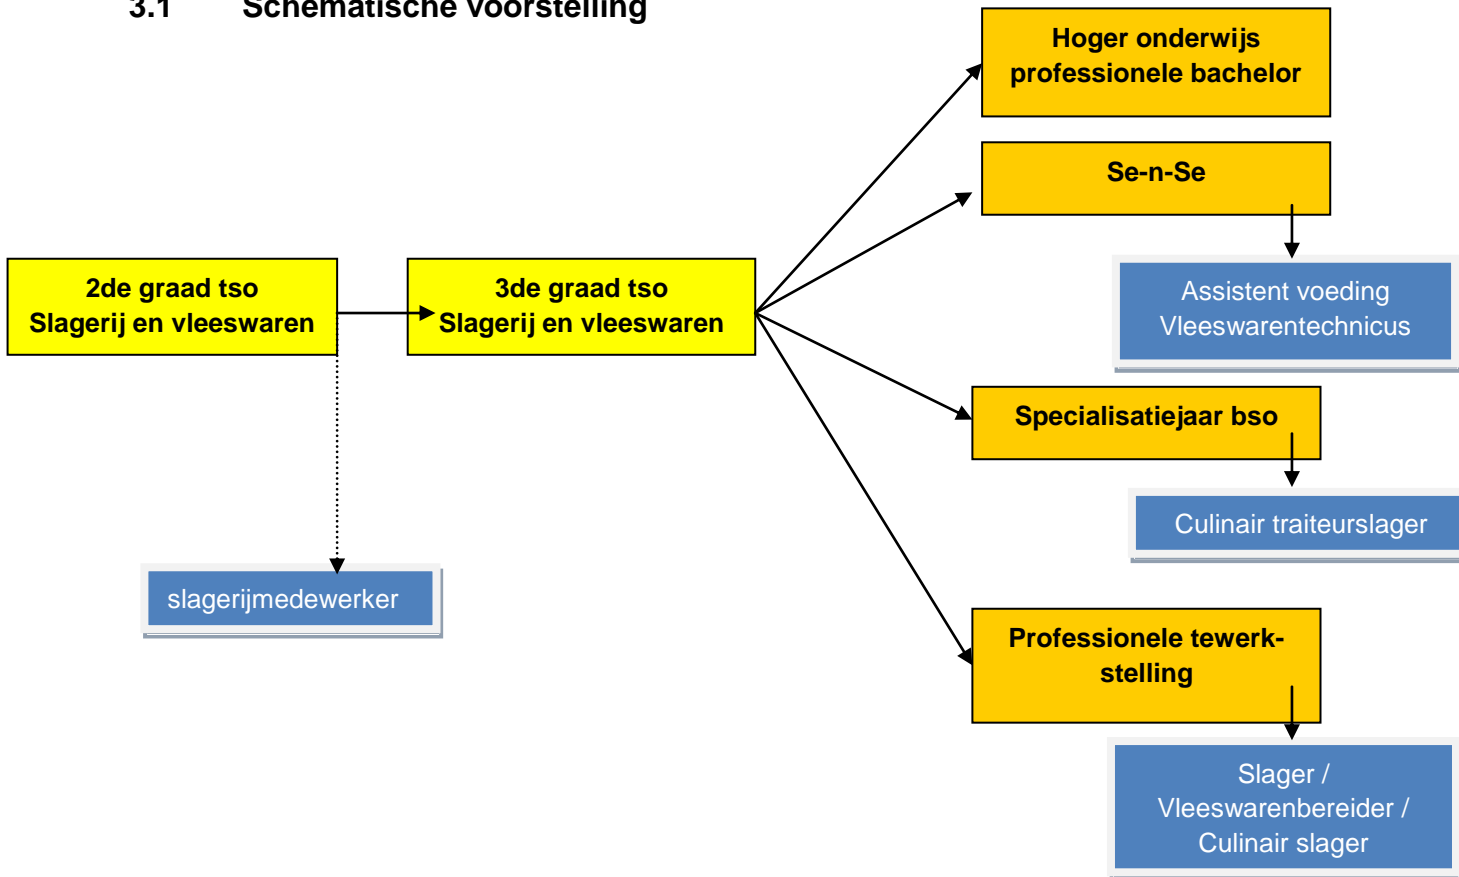 3.1 Schematische voorstelling
Hoger onderwijs
professionele bachelor
Se-n-Se
Assistent voeding
Vleeswarentechnicus
2de graad tso
Slagerij en vleeswaren
3de graad tso
Slagerij en vleeswaren
Specialisatiejaar bso
Culinair traiteurslager
slagerijmedewerker
Professionele tewerk-
stelling
Slager /
Vleeswarenbereider /
Culinair slager